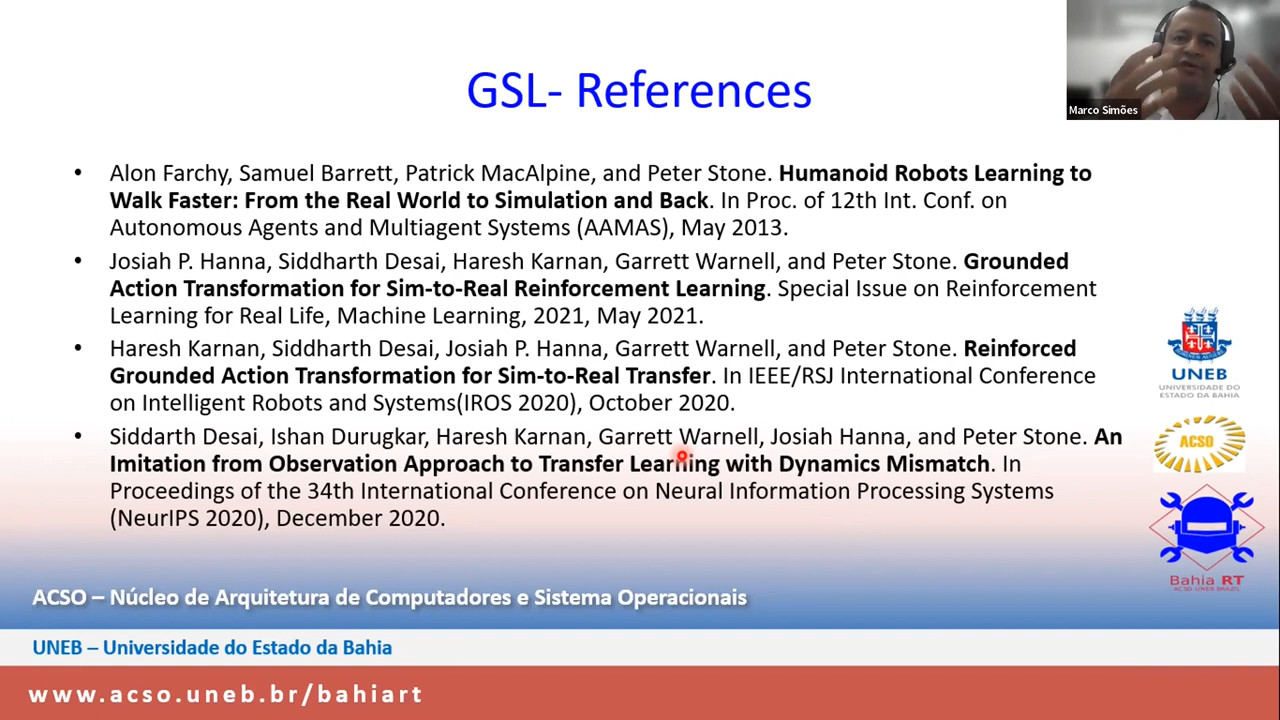 GSL- References
Marco Simões
• Alon Farchy, Samuel Barrett, Patrick MacAlpine, and Peter Stone. Humanoid Robots Learning to
Walk Faster: From the Real World to Simulation and Back. In Proc. of 12th Int. Conf. on
Autonomous Agents and Multiagent Systems (AAMAS), May 2013.
• Josiah P. Hanna, Siddharth Desai, Haresh Karnan, Garrett Warnell, and Peter Stone. Grounded
Action Transformation for Sim-to-Real Reinforcement Learning. Special Issue on Reinforcement
Learning for Real Life, Machine Learning, 2021, May 2021.
• Haresh Karnan, Siddharth Desai, Josiah P. Hanna, Garrett Warnell, and Peter Stone. Reinforced
Grounded Action Transformation for Sim-to-Real Transfer. In IEEE/RSJ International Conference
on Intelligent Robots and Systems(IROS 2020), October 2020.
• Siddarth Desai, Ishan Durugkar, Haresh Karnan, Garrett Warnell, Josiah Hanna, and Peter Stone. An
Imitation from Observation Approach to Transfer Learning with Dynamics Mismatch. In
Proceedings of the 34th International Conference on Neural Information Processing Systems
(NeurIPS 2020), December 2020.
UNEB
UNIVERSIDADE DO
ESTADO DA BAHIA
ACSO
Bahia RT
ACSO UNEB BRAZIL
ACSO – Núcleo de Arquitetura de Computadores e Sistema Operacionais
UNEB – Universidade do Estado da Bahia
www.acso.uneb.br/bahiart